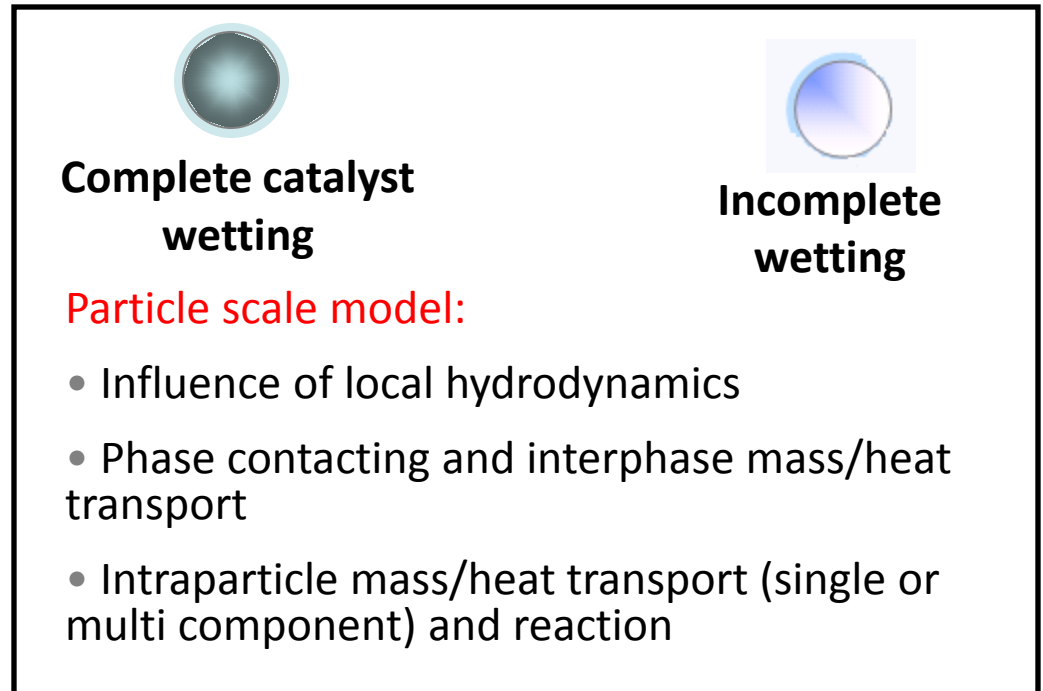 Complete catalyst
wetting
Incomplete
wetting
Particle scale model:
• Influence of local hydrodynamics
• Phase contacting and interphase mass/heat
transport
• Intraparticle mass/heat transport (single or
multi component) and reaction